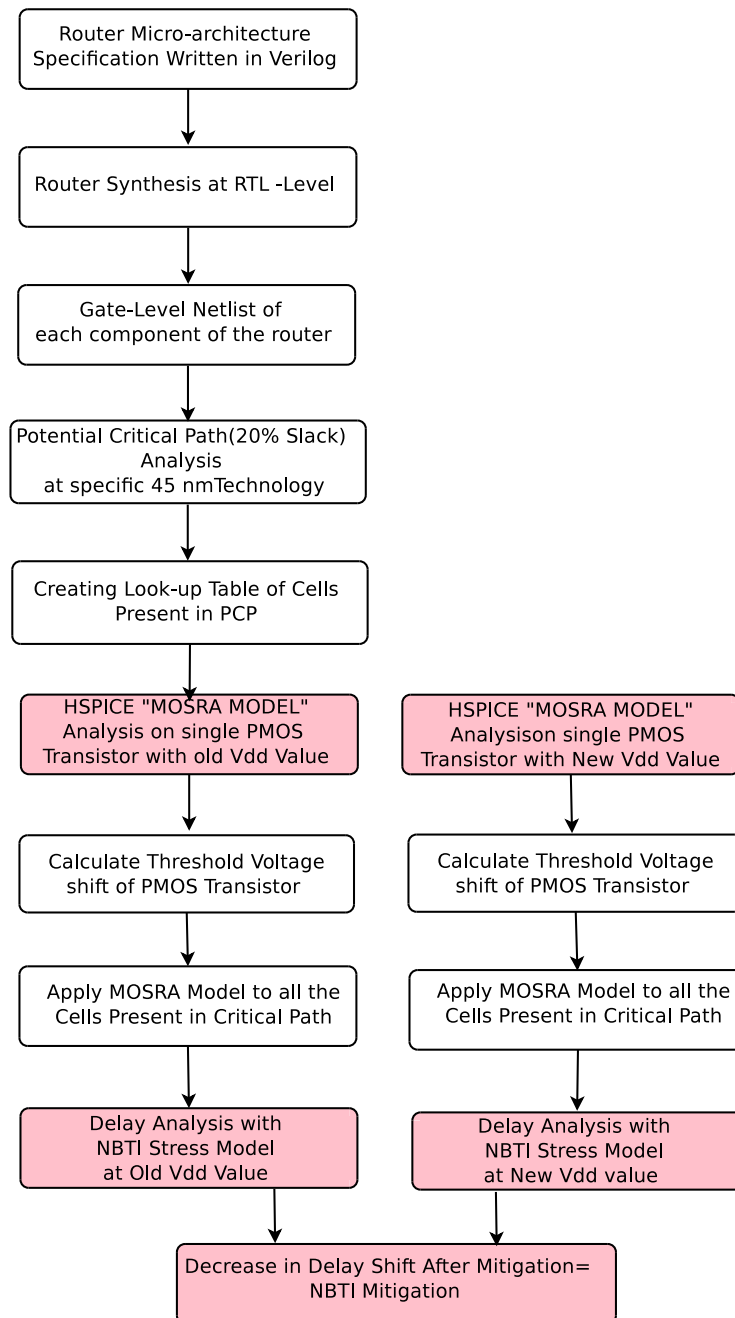 Router Micro-architecture
Specification Written in Verilog
Router Synthesis at RTL -Level
Gate-Level Netlist of
each component of the router
Potential Critical Path(20% Slack)
Analysis
at specific 45 nmTechnology
Creating Look-up Table of Cells
Present in PCP
HSPICE "MOSRA MODEL"
Analysis on single PMOS
Transistor with old Vdd Value
HSPICE "MOSRA MODEL"
Analysison single PMOS
Transistor with New Vdd Value
Calculate Threshold Voltage
shift of PMOS Transistor
Calculate Threshold Voltage
shift of PMOS Transistor
Apply MOSRA Model to all the
Cells Present in Critical Path
Apply MOSRA Model to all the
Cells Present in Critical Path
Delay Analysis with
NBTI Stress Model
at Old Vdd Value
Delay Analysis with
NBTI Stress Model
at New Vdd value
Decrease in Delay Shift After Mitigation=
NBTI Mitigation